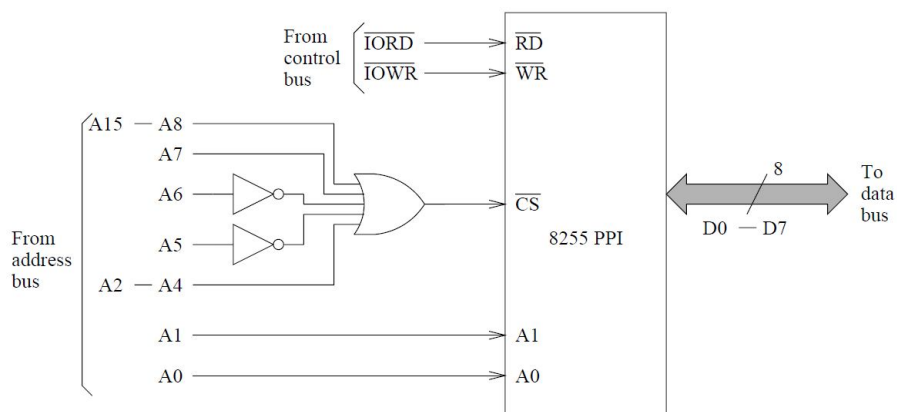 From
control
bus
IORD
IOWR
RD
WR
A15 — A8
A7
A6
A5
A2 — A4
A1
A0
From
address
bus
CS
8255 PPI
A1
A0
8
D0 — D7
To
data
bus